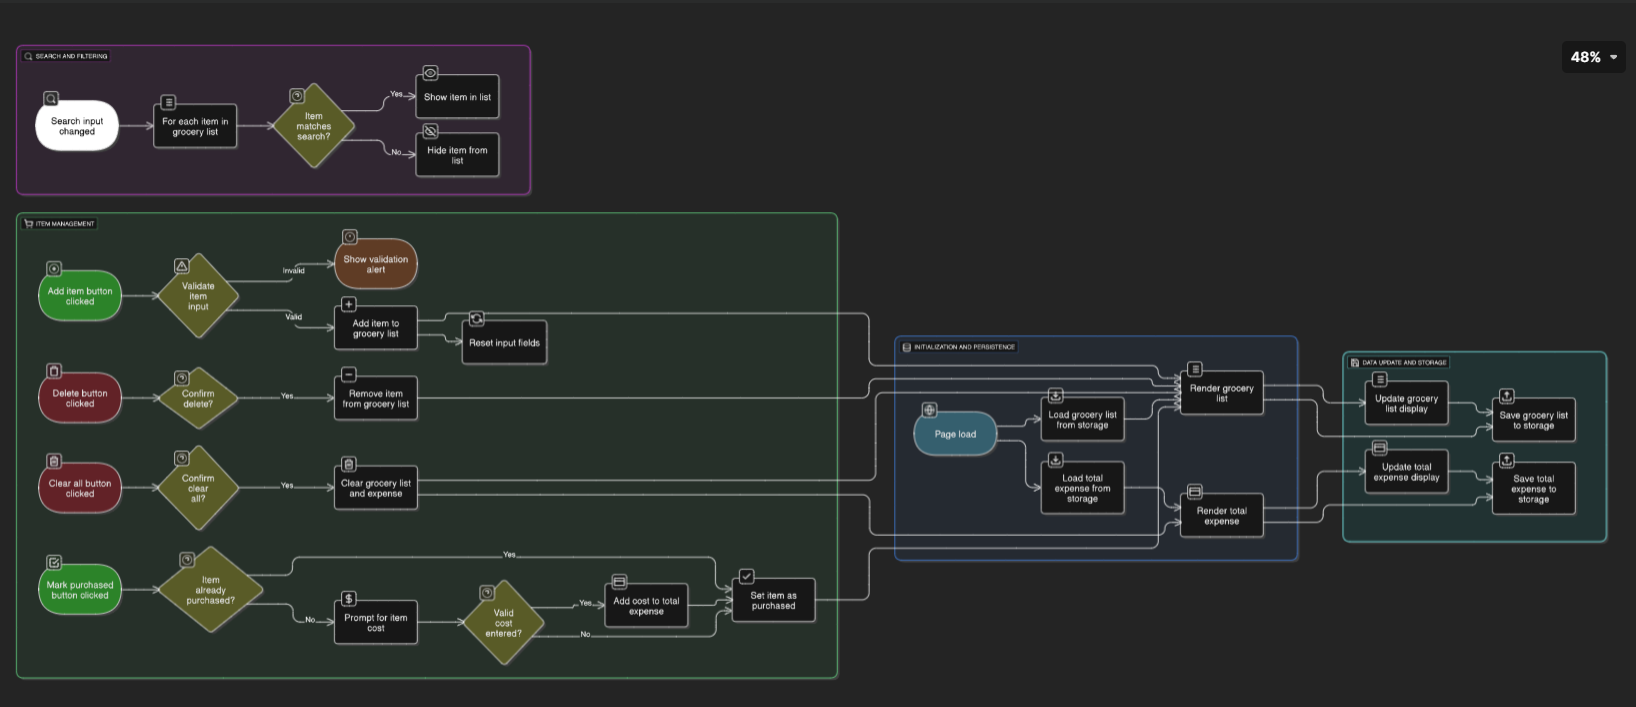 48%
SEARCH AND FILTERING
Search input
changed
For each item in
grocery list
Item
matches
search?
Yes
Show item in list
No
Hide item from
list
ITEM MANAGEMENT
Add item button
clicked
Validate
item
input
Invalid
Show validation
alert
Valid
Add item to
grocery list
Reset input fields
Delete button
clicked
Confirm
delete?
Yes
Remove item
from grocery list
Clear all button
clicked
Confirm
clear
all?
Yes
Clear grocery list
and expense
Mark purchased
button clicked
Item
already
purchased?
Yes
No
Prompt for item
cost
Valid
cost
entered?
Yes
Add cost to total
expense
No
Set item as
purchased
INITIALIZATION AND PERSISTENCE
Page load
Load grocery list
from storage
Load total
expense from
storage
Render grocery
list
Render total
expense
DATA UPDATE AND STORAGE
Update grocery
list display
Save grocery list
to storage
Update total
expense display
Save total
expense to
storage